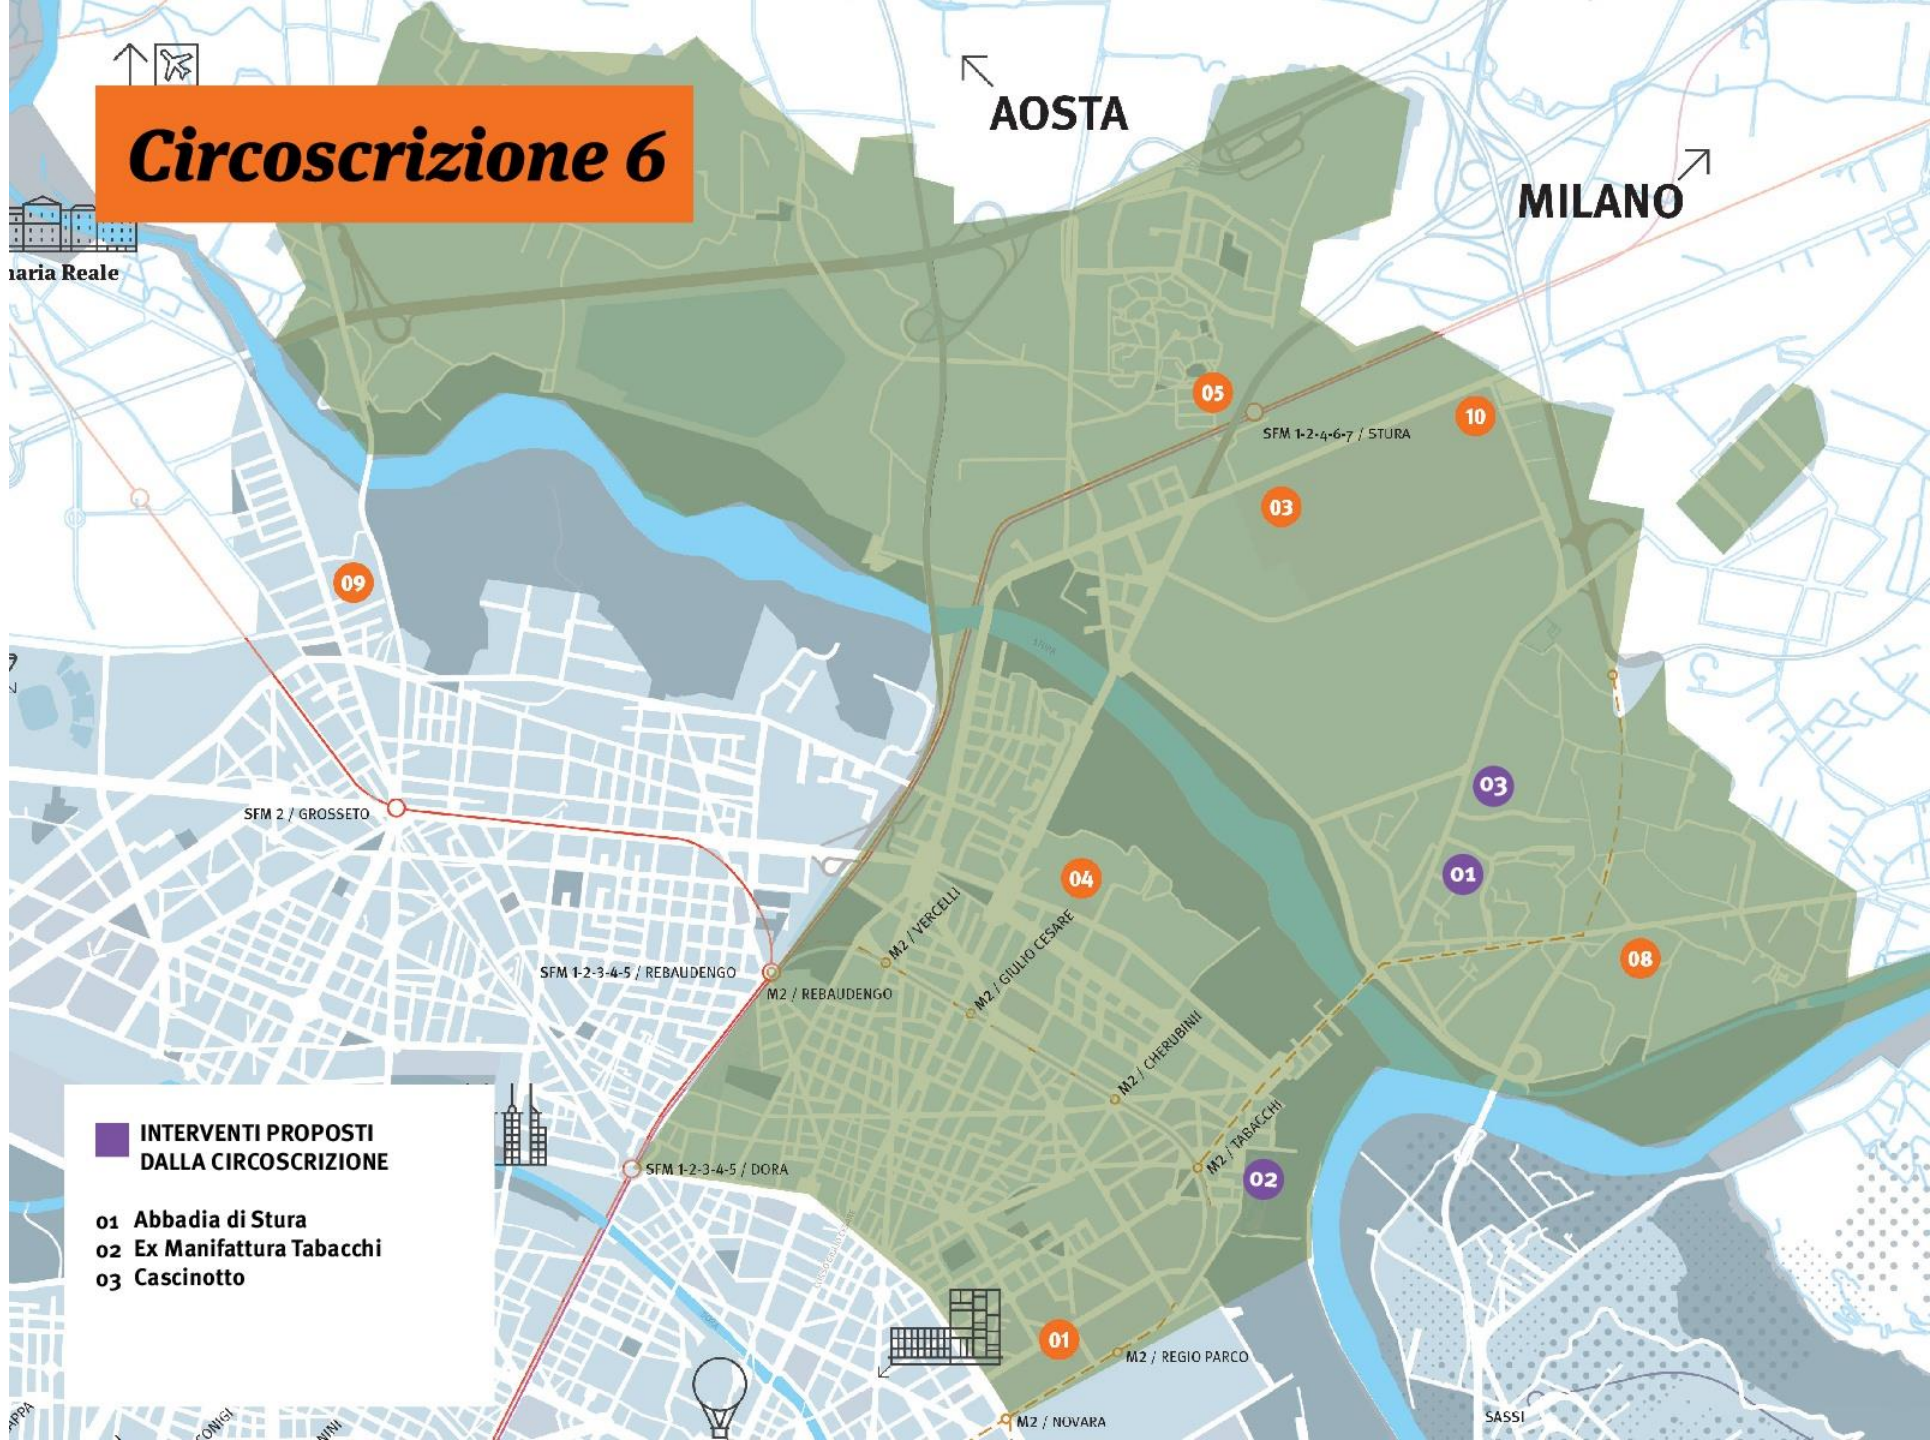 Circoscrizione 6
AOSTA
MILANO
naria Reale
05
10
SFM 1-2-4-6-7 / STURA
03
09
03
SFM 2 / GROSSETO
04
01
M2 / VERCELLI
M2 / GIULIO CESARE
08
SFM 1-2-3-4-5 / REBAUDENGO
M2 / REBAUDENGO
M2 / CHERUBINI
M2 / TABACCHI
SFM 1-2-3-4-5 / DORA
02
INTERVENTI PROPOSTI
DALLA CIRCOSCRIZIONE
01 Abbadia di Stura
02 Ex Manifattura Tabacchi
03 Cascinotto
01
M2 / REGIO PARCO
M2 / NOVARA
SASSI